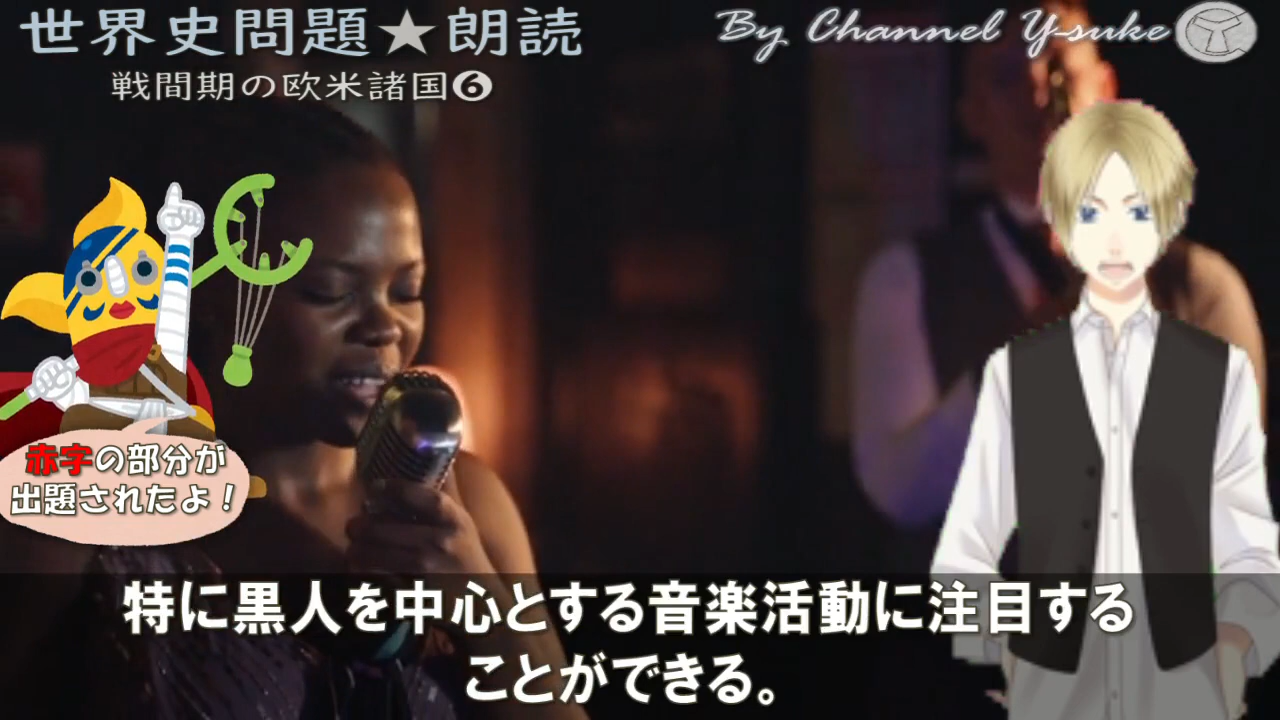 世界史問題★朗読
By Channel Y-suke
戦間期の欧米諸国❻
赤字の部分が
出題されたよ！
特に黒人を中心とする音楽活動に注目する
ことができる。